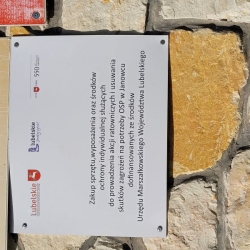 Lubelskie
lubelskie
Zakup sprzętu, wyposażenia oraz środków
ochrony indywidualnej służących
do prowadzenia akcji ratowniczych i usuwania
skutków zagrożeń na potrzeby OSP w Janowcu
dofinansowanych ze środków
Urzędu Marszałkowskiego Województwa Lubelskiego